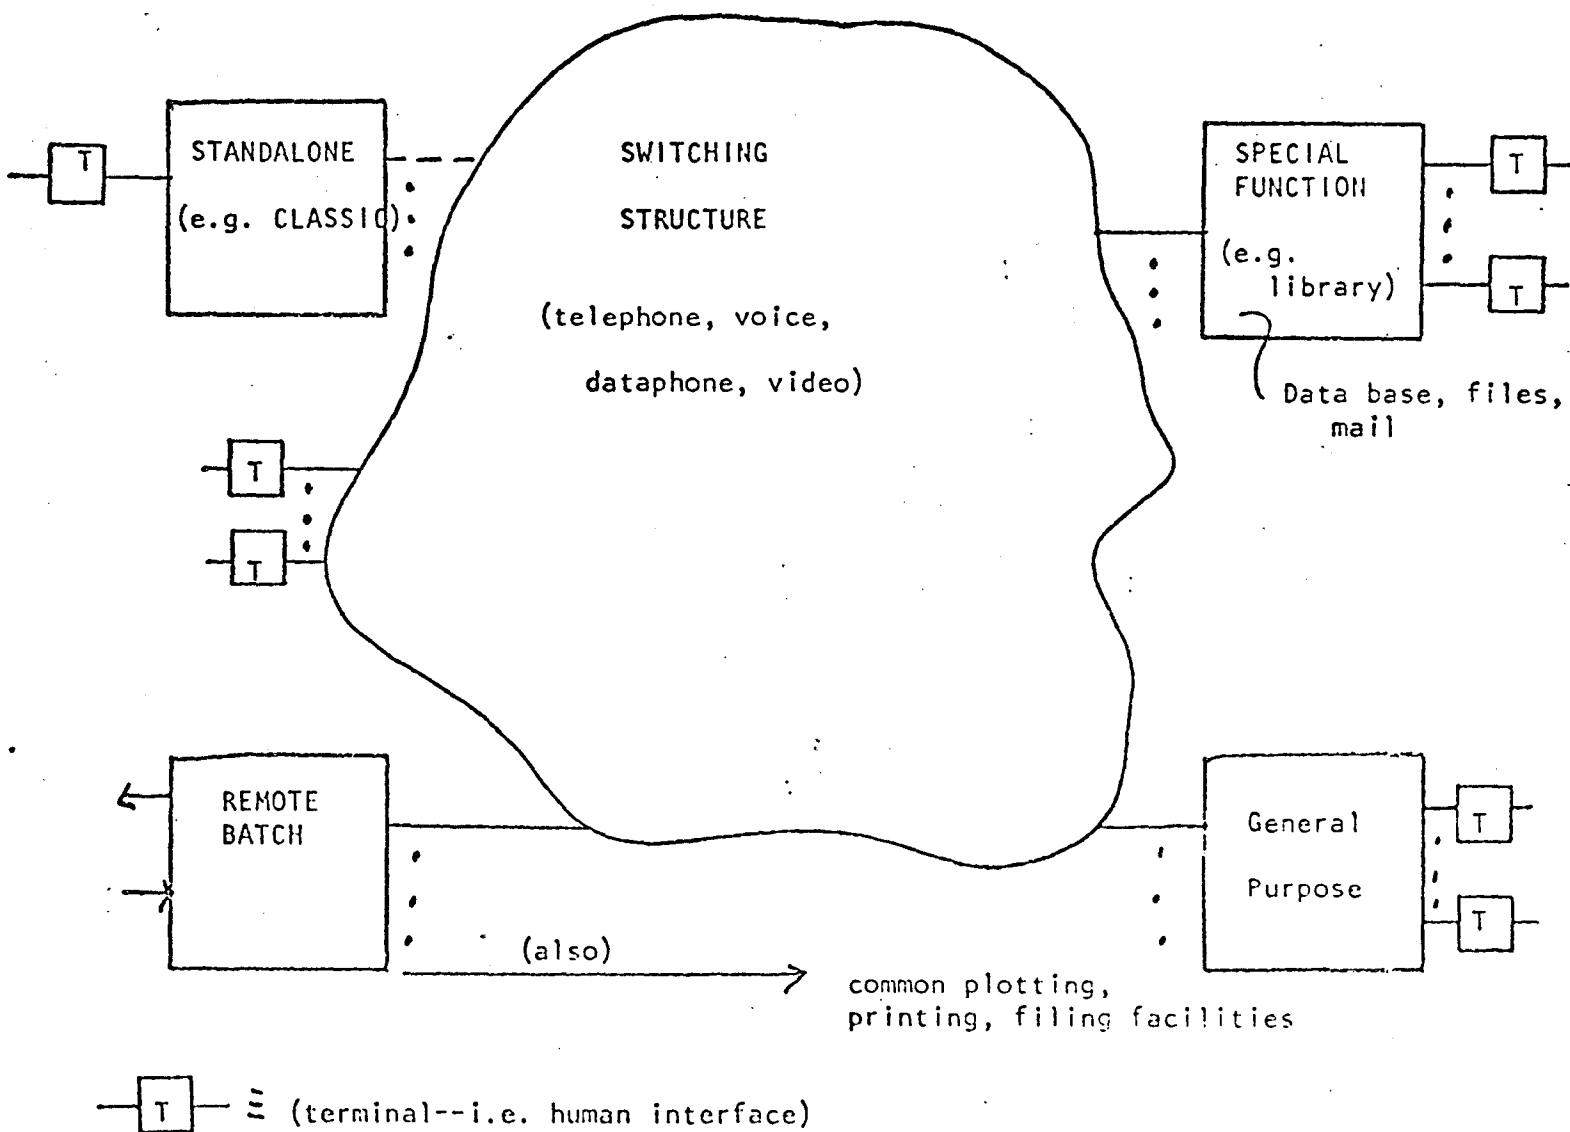 T
STANDALONE
(e.g. CLASSIC)
SWITCHING
STRUCTURE
(telephone, voice,
dataphone, video)
SPECIAL
FUNCTION
(e.g.
library)
T
T
Data base, files,
mail
T
T
REMOTE
BATCH
(also)
common plotting,
printing, filing facilities
General
Purpose
T
T
T ≡ (terminal--i.e. human interface)